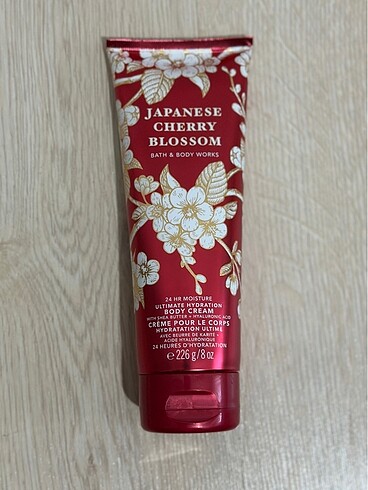 JAPANESE
CHERRY
BLOSSOM
BATH & BODY WORKS
24 HR MOISTURE
ULTIMATE HYDRATION
BODY CREAM
WITH SHEA BUTTER + HYALURONIC ACID
CRÈME POUR LE CORPS
HYDRATATION ULTIME
AVEC BEURRE DE KARITÉ +
ACIDE HYALURONIQUE
24 HEURES D'HYDRATATION
e 226 g/8 oz